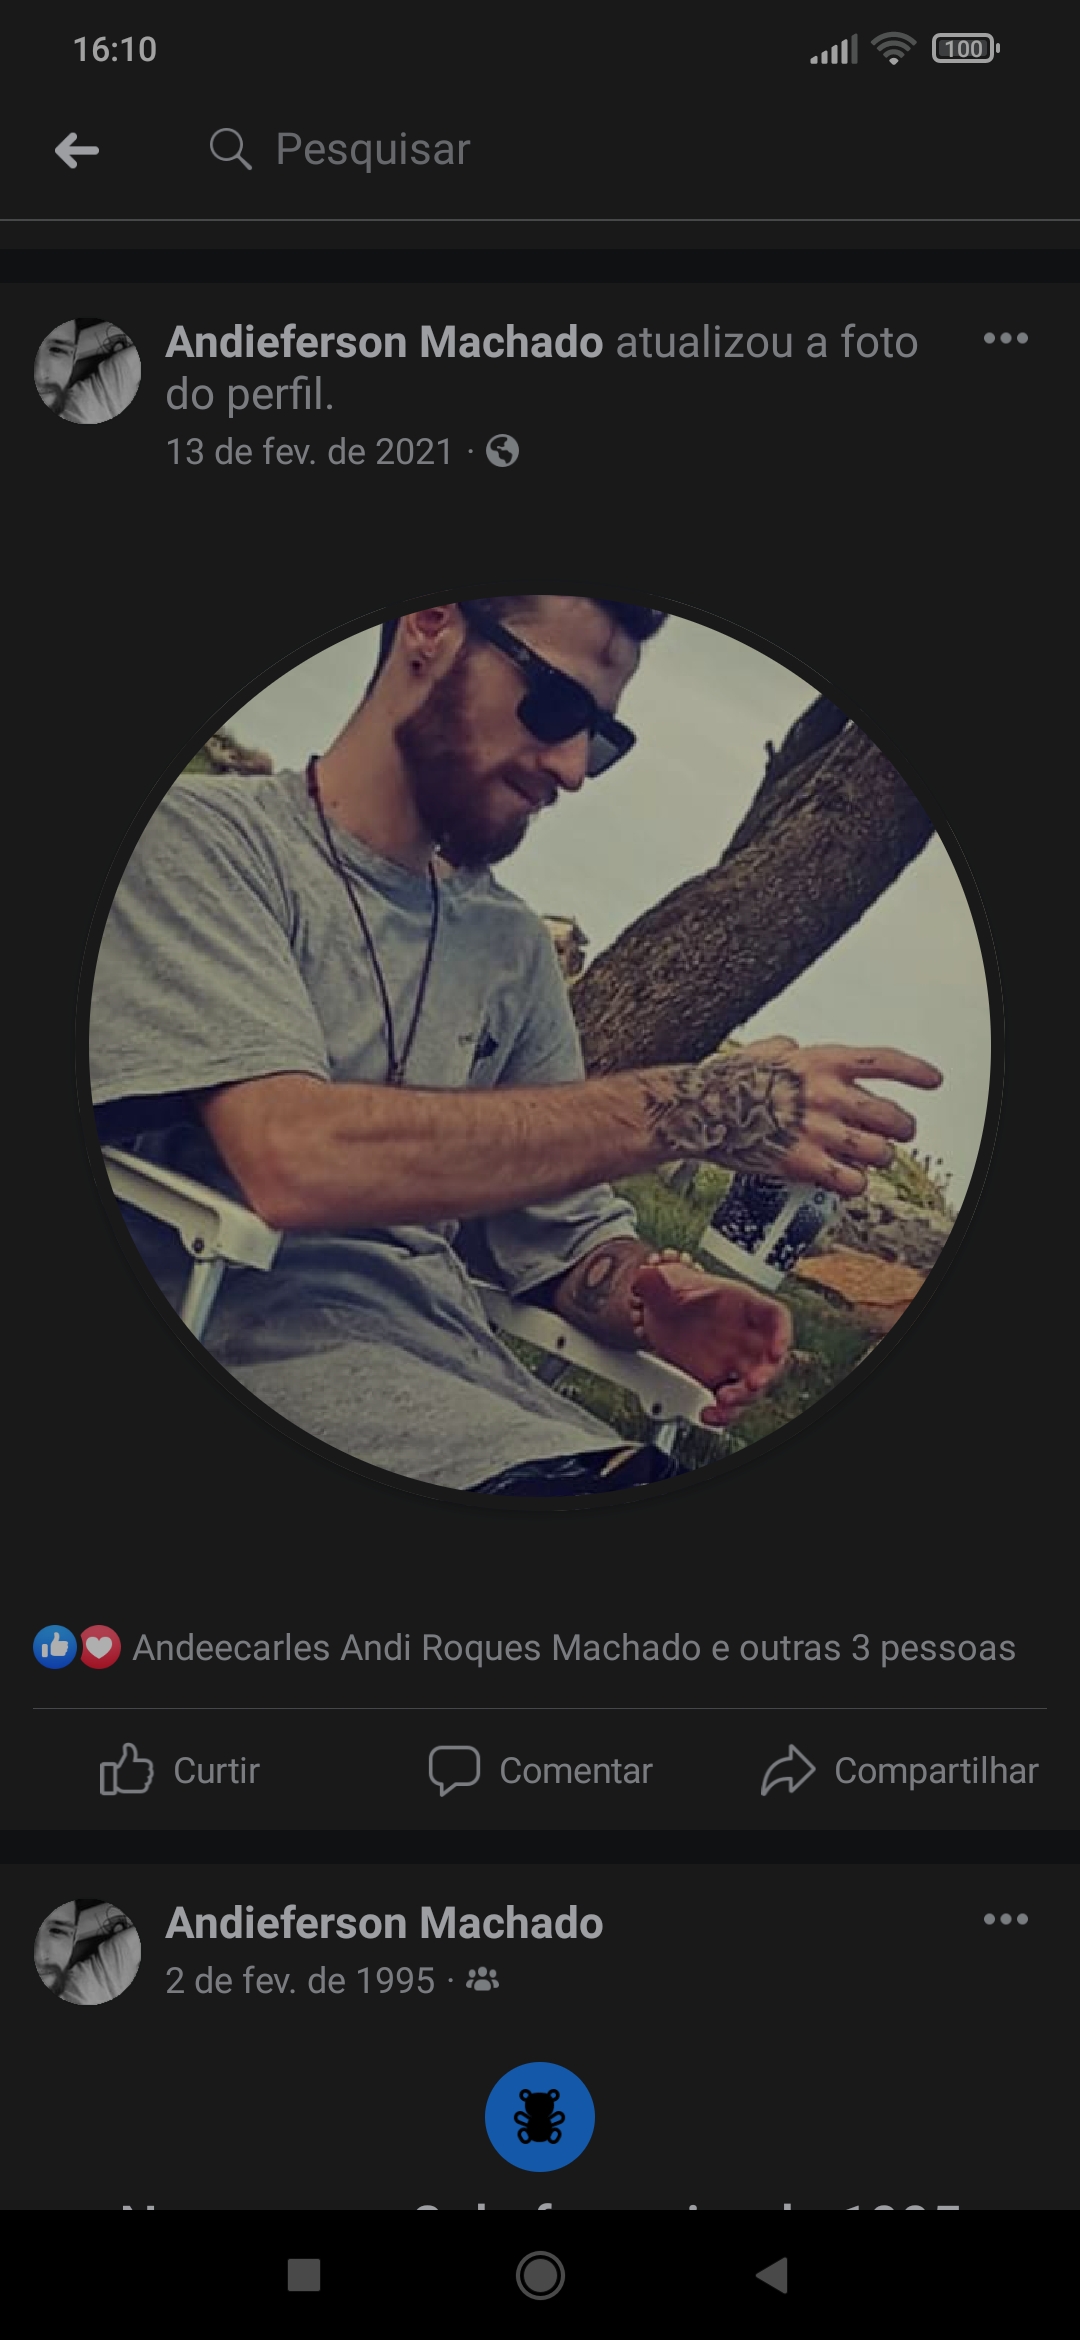 16:10
100
Pesquisar
Andieferson Machado atualizou a foto
do perfil.
13 de fev. de 2021 ·
Andeecarles Andi Roques Machado e outras 3 pessoas
Curtir
Comentar
Compartilhar
Andieferson Machado
2 de fev. de 1995 ·